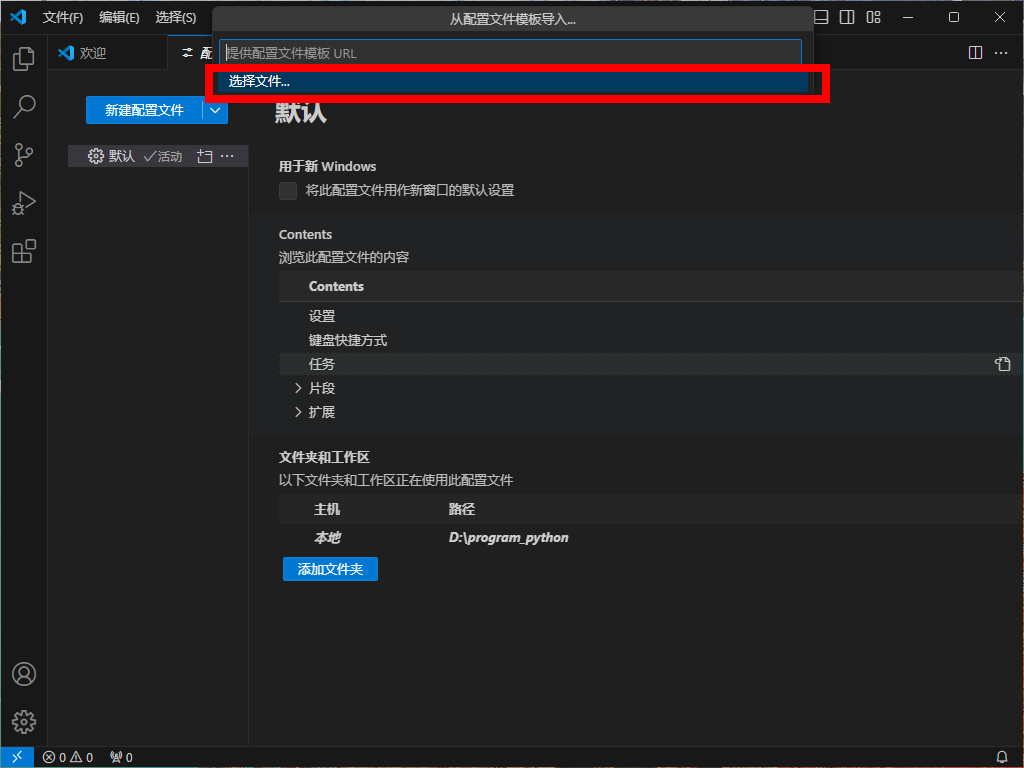 文件(F) 编辑(E) 选择(S)
从配置文件模板导入...
提供配置文件模板 URL
选择文件...
欢迎
配
新建配置文件
默认
默认 活动
用于新 Windows
将此配置文件用作新窗口的默认设置
Contents
浏览此配置文件的内容
Contents
设置
键盘快捷方式
任务
片段
扩展
文件夹和工作区
以下文件夹和工作区正在使用此配置文件
主机 路径
本地 D:\program_python
添加文件夹
0 0 0